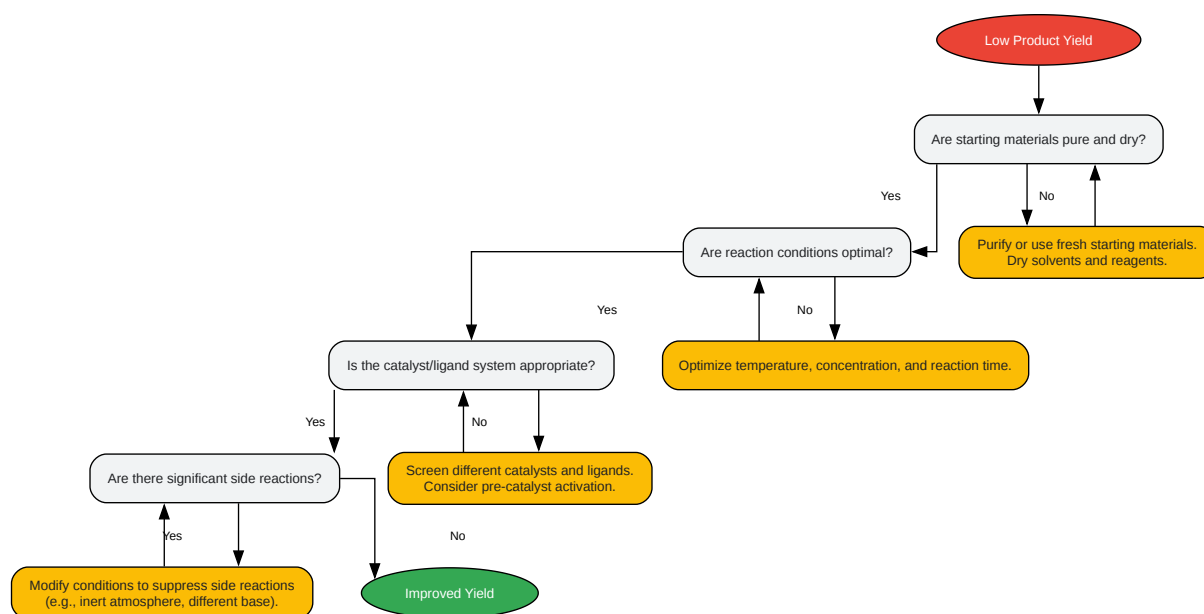 Low Product Yield
Are starting materials pure and dry?
Yes
No
Purify or use fresh starting materials.
Dry solvents and reagents.
Are reaction conditions optimal?
Yes
No
Optimize temperature, concentration, and reaction time.
Is the catalyst/ligand system appropriate?
Yes
No
Screen different catalysts and ligands.
Consider pre-catalyst activation.
Are there significant side reactions?
Yes
No
Modify conditions to suppress side reactions
(e.g., inert atmosphere, different base).
Improved Yield